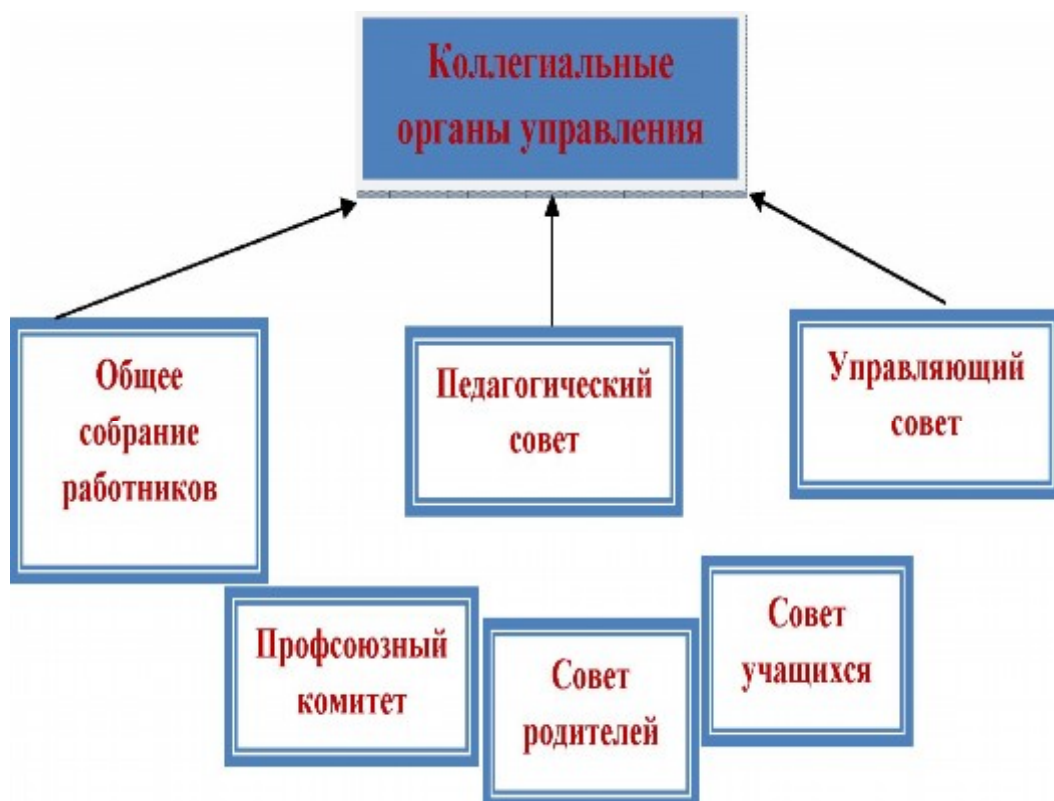 Коллегиальные
органы управления
Общее
собрание
работников
Педагогический
совет
Управляющий
совет
Профсоюзный
комитет
Совет
родителей
Совет
учащихся